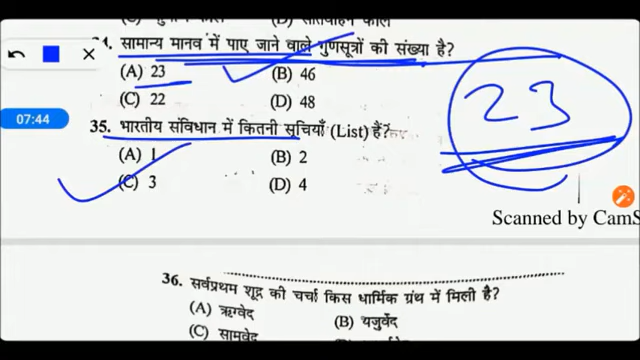 34. सामान्य मानव में पाए जाने वाले गुणसूत्रों की संख्या है?
(A) 23 (B) 46
(C) 22 (D) 48
07:44
35. भारतीय संविधान में कितनी सूचियाँ (List) हैं?
(A) 1 (B) 2
(C) 3 (D) 4
23
Scanned by CamS
36. सर्वप्रथम शूद्र की चर्चा किस धार्मिक ग्रंथ में मिली है?
(A) ऋग्वेद (B) यजुर्वेद
(C) सामवेद